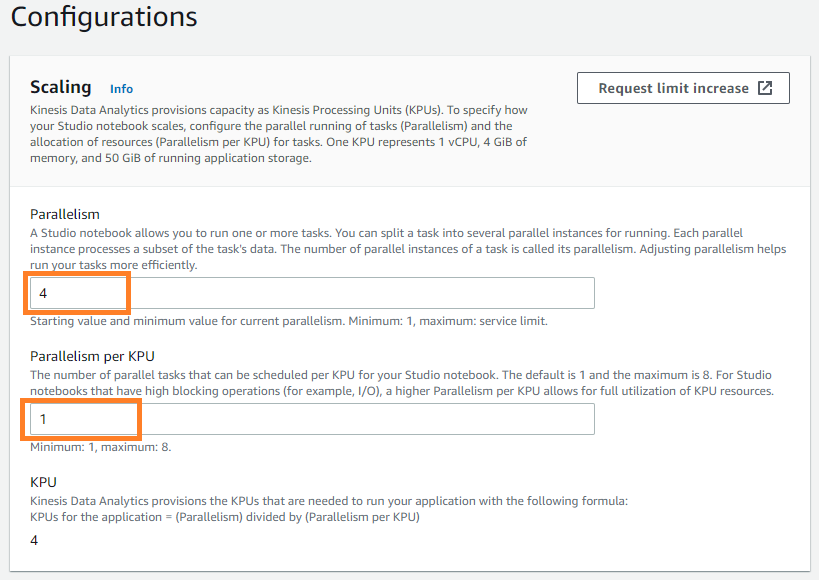 Configurations
Scaling Info
Request limit increase
Kinesis Data Analytics provisions capacity as Kinesis Processing Units (KPUs). To specify how
your Studio notebook scales, configure the parallel running of tasks (Parallelism) and the
allocation of resources (Parallelism per KPU) for tasks. One KPU represents 1 vCPU, 4 GiB of
memory, and 50 GiB of running application storage.
Parallelism
A Studio notebook allows you to run one or more tasks. You can split a task into several parallel instances for running. Each parallel
instance processes a subset of the task's data. The number of parallel instances of a task is called its parallelism. Adjusting parallelism helps
run your tasks more efficiently.
4
Starting value and minimum value for current parallelism. Minimum: 1, maximum: service limit.
Parallelism per KPU
The number of parallel tasks that can be scheduled per KPU for your Studio notebook. The default is 1 and the maximum is 8. For Studio
notebooks that have high blocking operations (for example, I/O), a higher Parallelism per KPU allows for full utilization of KPU resources.
1
Minimum: 1, maximum: 8.
KPU
Kinesis Data Analytics provisions the KPUs that are needed to run your application with the following formula:
KPUs for the application = (Parallelism) divided by (Parallelism per KPU)
4